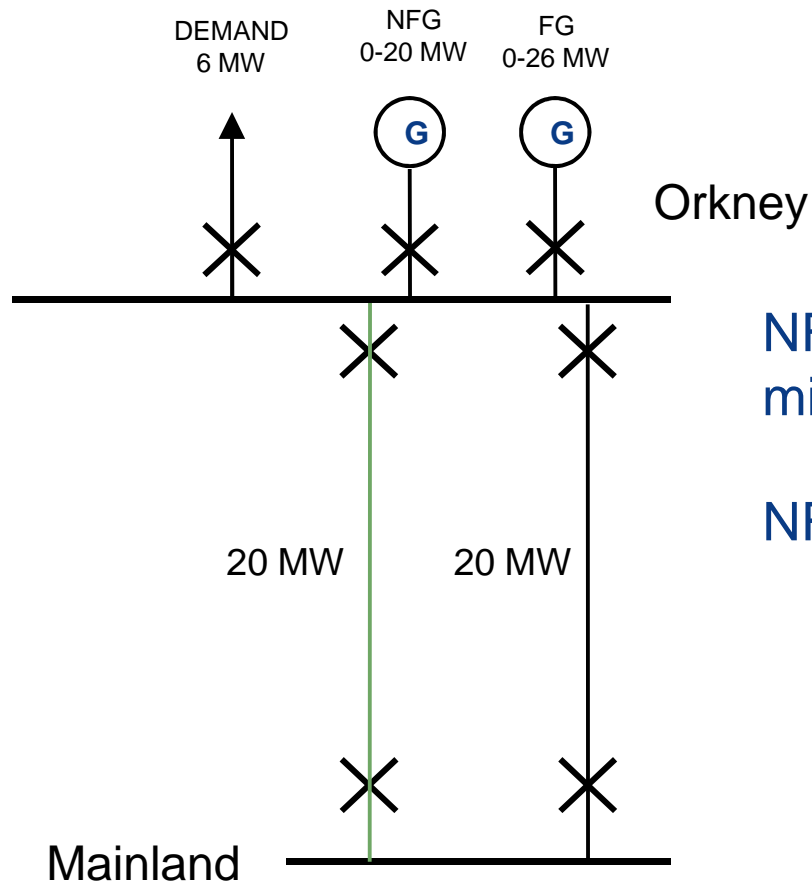 DEMAND
6 MW
NFG
0-20 MW
FG
0-26 MW
G
G
Orkney
20 MW
20 MW
Mainland